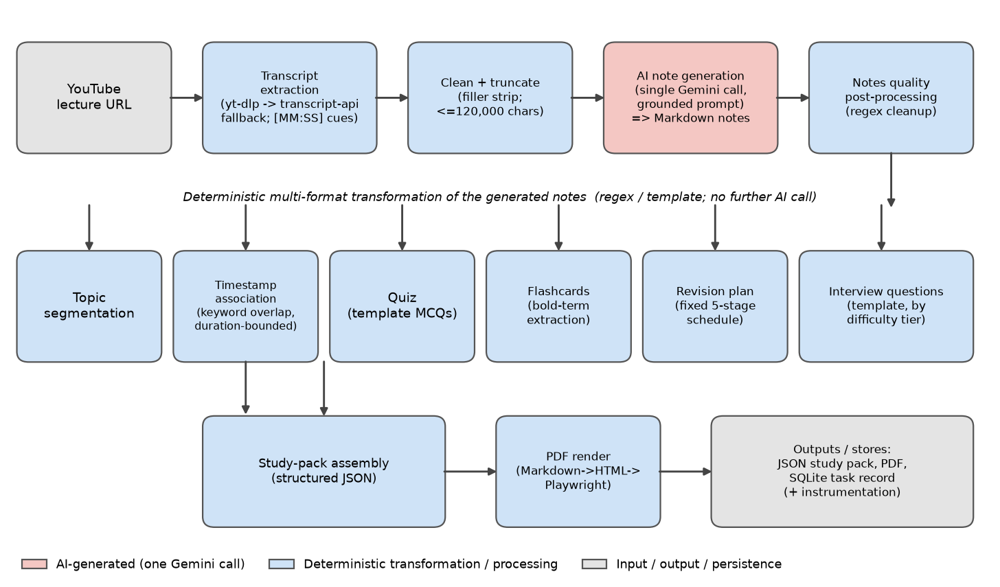 YouTube
lecture URL
Transcript
extraction
(yt-dlp -> transcript-api
fallback; [MM:SS] cues)
Clean + truncate
(filler strip;
<=120,000 chars)
AI note generation
(single Gemini call,
grounded prompt)
=> Markdown notes
Notes quality
post-processing
(regex cleanup)
Deterministic multi-format transformation of the generated notes  (regex / template; no further AI call)
Topic
segmentation
Timestamp
association
(keyword overlap,
duration-bounded)
Quiz
(template MCQs)
Flashcards
(bold-term
extraction)
Revision plan
(fixed 5-stage
schedule)
Interview questions
(template, by
difficulty tier)
Study-pack assembly
(structured JSON)
PDF render
(Markdown->HTML->
Playwright)
Outputs / stores:
JSON study pack, PDF,
SQLite task record
(+ instrumentation)
AI-generated (one Gemini call)
Deterministic transformation / processing
Input / output / persistence